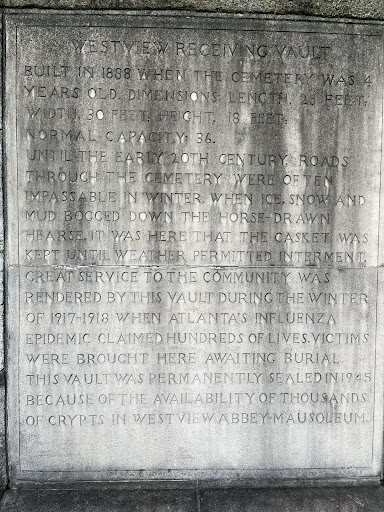 WESTVIEW RECEIVING VAULT
BUILT IN 1888 WHEN THE CEMETERY WAS 4
YEARS OLD. DIMENSIONS: LENGTH, 25 FEET;
WIDTH, 30 FEET; HEIGHT, 18 FEET;
NORMAL CAPACITY: 36.
UNTIL THE EARLY 20TH CENTURY ROADS
THROUGH THE CEMETERY WERE OFTEN
IMPASSABLE IN WINTER. WHEN ICE, SNOW AND
MUD BOGGED DOWN THE HORSE-DRAWN
HEARSE, IT WAS HERE THAT THE CASKET WAS
KEPT UNTIL WEATHER PERMITTED INTERMENT.
GREAT SERVICE TO THE COMMUNITY WAS
RENDERED BY THIS VAULT DURING THE WINTER
OF 1917-1918 WHEN ATLANTA'S INFLUENZA
EPIDEMIC CLAIMED HUNDREDS OF LIVES. VICTIMS
WERE BROUGHT HERE AWAITING BURIAL.
THIS VAULT WAS PERMANENTLY SEALED IN 1945
BECAUSE OF THE AVAILABILITY OF THOUSANDS
OF CRYPTS IN WESTVIEW ABBEY-MAUSOLEUM.